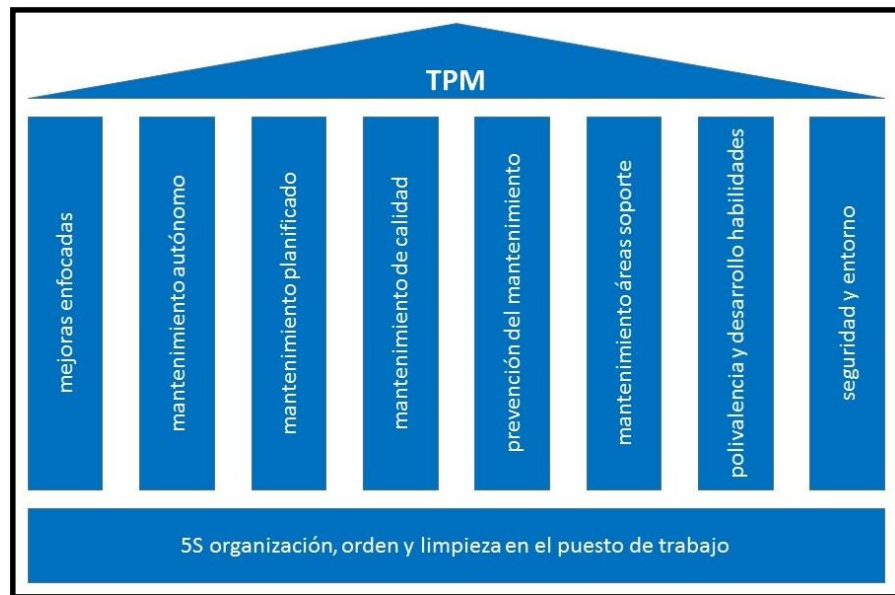 TPM
mejoras enfocadas
mantenimiento autónomo
mantenimiento planificado
mantenimiento de calidad
prevención del mantenimiento
mantenimiento áreas soporte
polivalencia y desarrollo habilidades
seguridad y entorno
5S organización, orden y limpieza en el puesto de trabajo